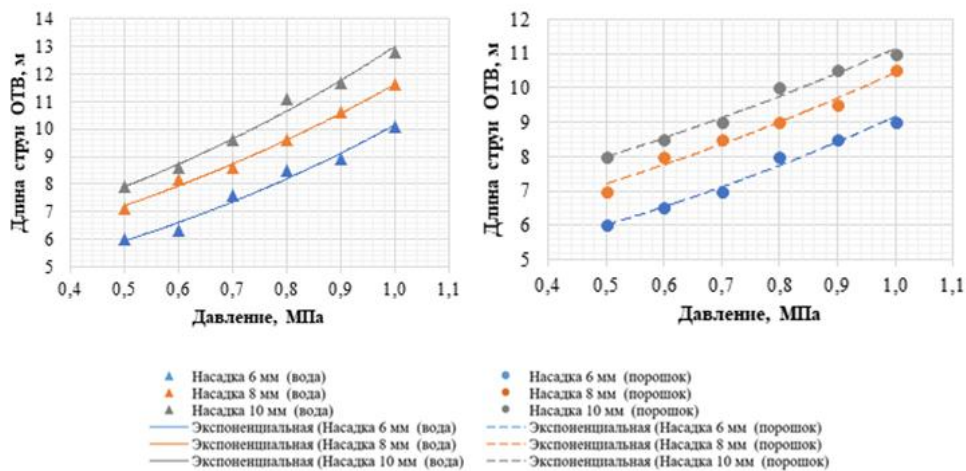 Длина струи ОТВ, м
14
13
12
11
10
9
8
7
6
5
0,4 0,5 0,6 0,7 0,8 0,9 1,0 1,1
Давление, МПа
Длина струи ОТВ, м
12
11
10
9
8
7
6
5
0,4 0,5 0,6 0,7 0,8 0,9 1,0 1,1
Давление, МПа
Насадка 6 мм (вода)
Насадка 8 мм (вода)
Насадка 10 мм (вода)
Экспоненциальная (Насадка 6 мм (вода)
Экспоненциальная (Насадка 8 мм (вода)
Экспоненциальная (Насадка 10 мм (вода)
Насадка 6 мм (порошок)
Насадка 8 мм (порошок)
Насадка 10 мм (порошок)
Экспоненциальная (Насадка 6 мм (порошок)
Экспоненциальная (Насадка 8 мм (порошок)
Экспоненциальная (Насадка 10 мм (порошок)